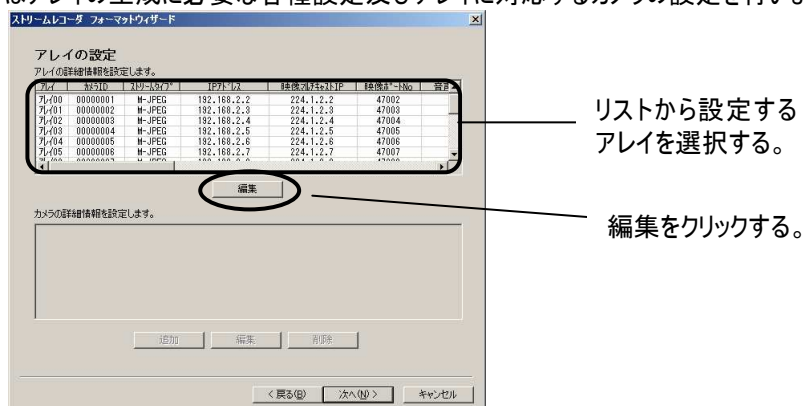 はアレイの生成に必要な各種設定及びアレイに対応するカメラの設定を行い。
ストリームレコーダ フォーマットウィザード
アレイの設定
アレイの詳細情報を設定します。
アレイ カメラID ストリームタイプ IPアドレス 映像マルチキャストIP 映像ポートNo 音声
アレイ00 00000001 M-JPEG 192.168.2.2 224.1.2.2 47002
アレイ01 00000002 M-JPEG 192.168.2.3 224.1.2.3 47003
アレイ02 00000003 M-JPEG 192.168.2.4 224.1.2.4 47004
アレイ03 00000004 M-JPEG 192.168.2.5 224.1.2.5 47005
アレイ04 00000005 M-JPEG 192.168.2.6 224.1.2.6 47006
アレイ05 00000006 M-JPEG 192.168.2.7 224.1.2.7 47007
リストから設定する
アレイを選択する。
編集
編集をクリックする。
カメラの詳細情報を設定します。
追加 編集 削除
< 戻る(B) 次へ(N) > キャンセル